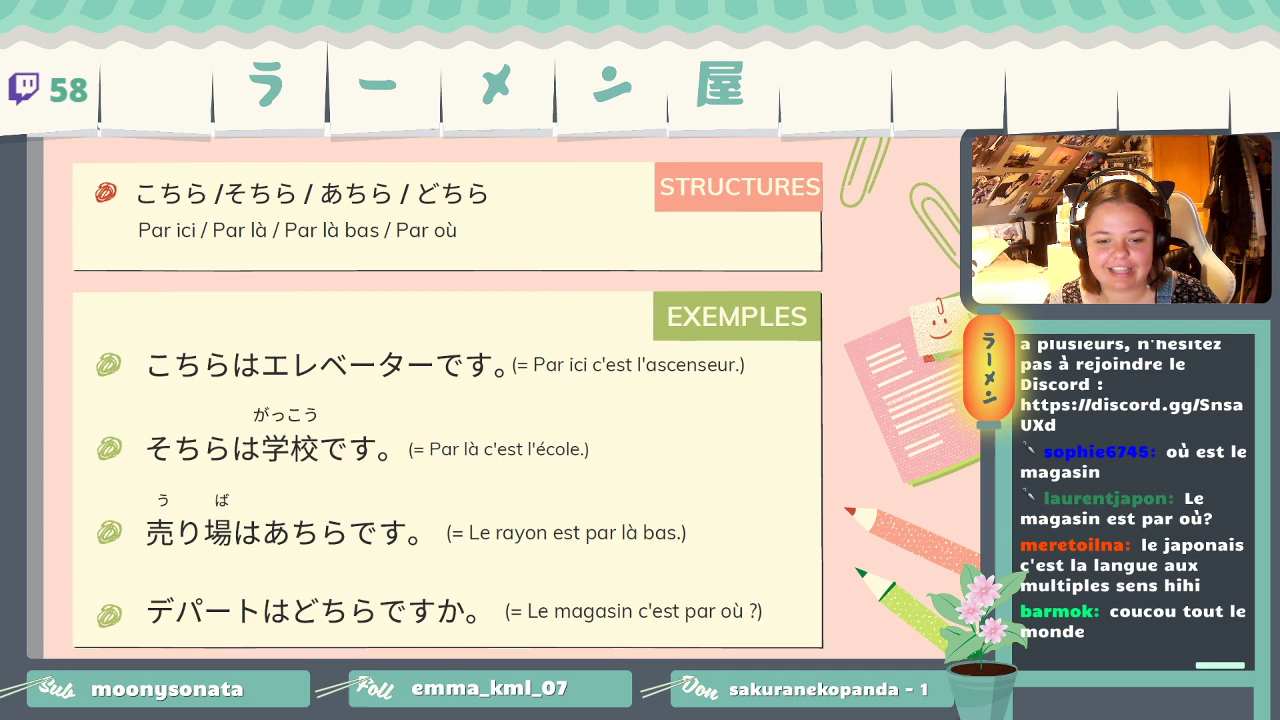 58
ラーメン屋
STRUCTURES
こちら /そちら / あちら / どちら
Par ici / Par là / Par là bas / Par où
EXEMPLES
こちらはエレベーターです。(= Par ici c'est l'ascenseur.)
がっこう
そちらは学校です。 (= Par là c'est l'école.)
う ば
売り場はあちらです。 (= Le rayon est par là bas.)
デパートはどちらですか。 (= Le magasin c'est par où ?)
ラーメン
à plusieurs, n'hésitez
pas à rejoindre le
Discord :
https://discord.gg/Snsa
UXd
sophie6745: où est le
magasin
laurentjapon: Le
magasin est par où?
meretoilna: le japonais
c'est la langue aux
multiples sens hihi
barmok: coucou tout le
monde
Sub moonysonata
Foll emma_kml_07
Don sakuranekopanda - 1